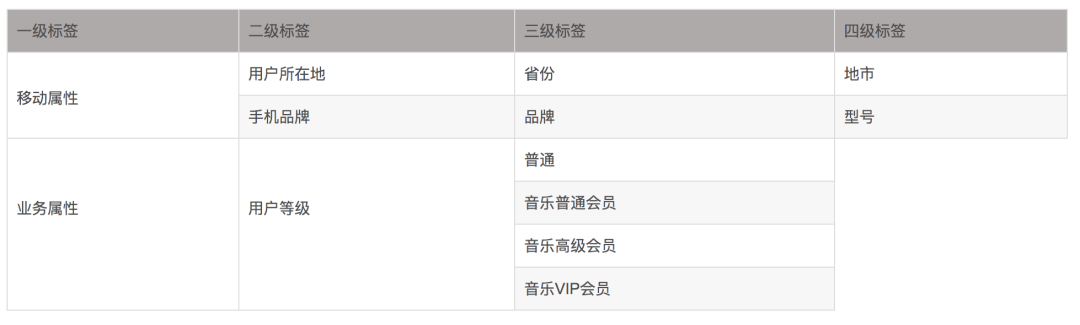 一级标签 二级标签 三级标签 四级标签
用户所在地 省份 地市
移动属性
手机品牌 品牌 型号
普通
音乐普通会员
业务属性 用户等级
音乐高级会员
音乐VIP会员